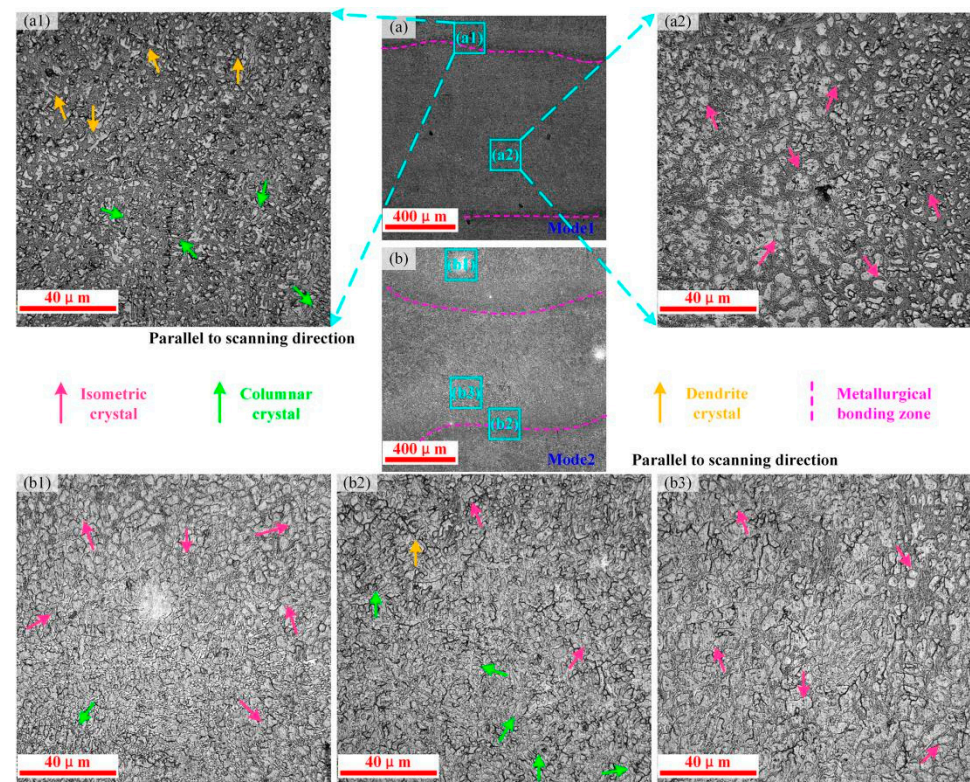 (a1)
40 μ m
(a)
(a1)
(a2)
400 μ m
Mode1
(a2)
40 μ m
(b)
(b1)
(b3)
(b2)
400 μ m
Mode2
Parallel to scanning direction
Isometric
crystal
Columnar
crystal
Dendrite
crystal
Metallurgical
bonding zone
Parallel to scanning direction
(b1)
40 μ m
(b2)
40 μ m
(b3)
40 μ m